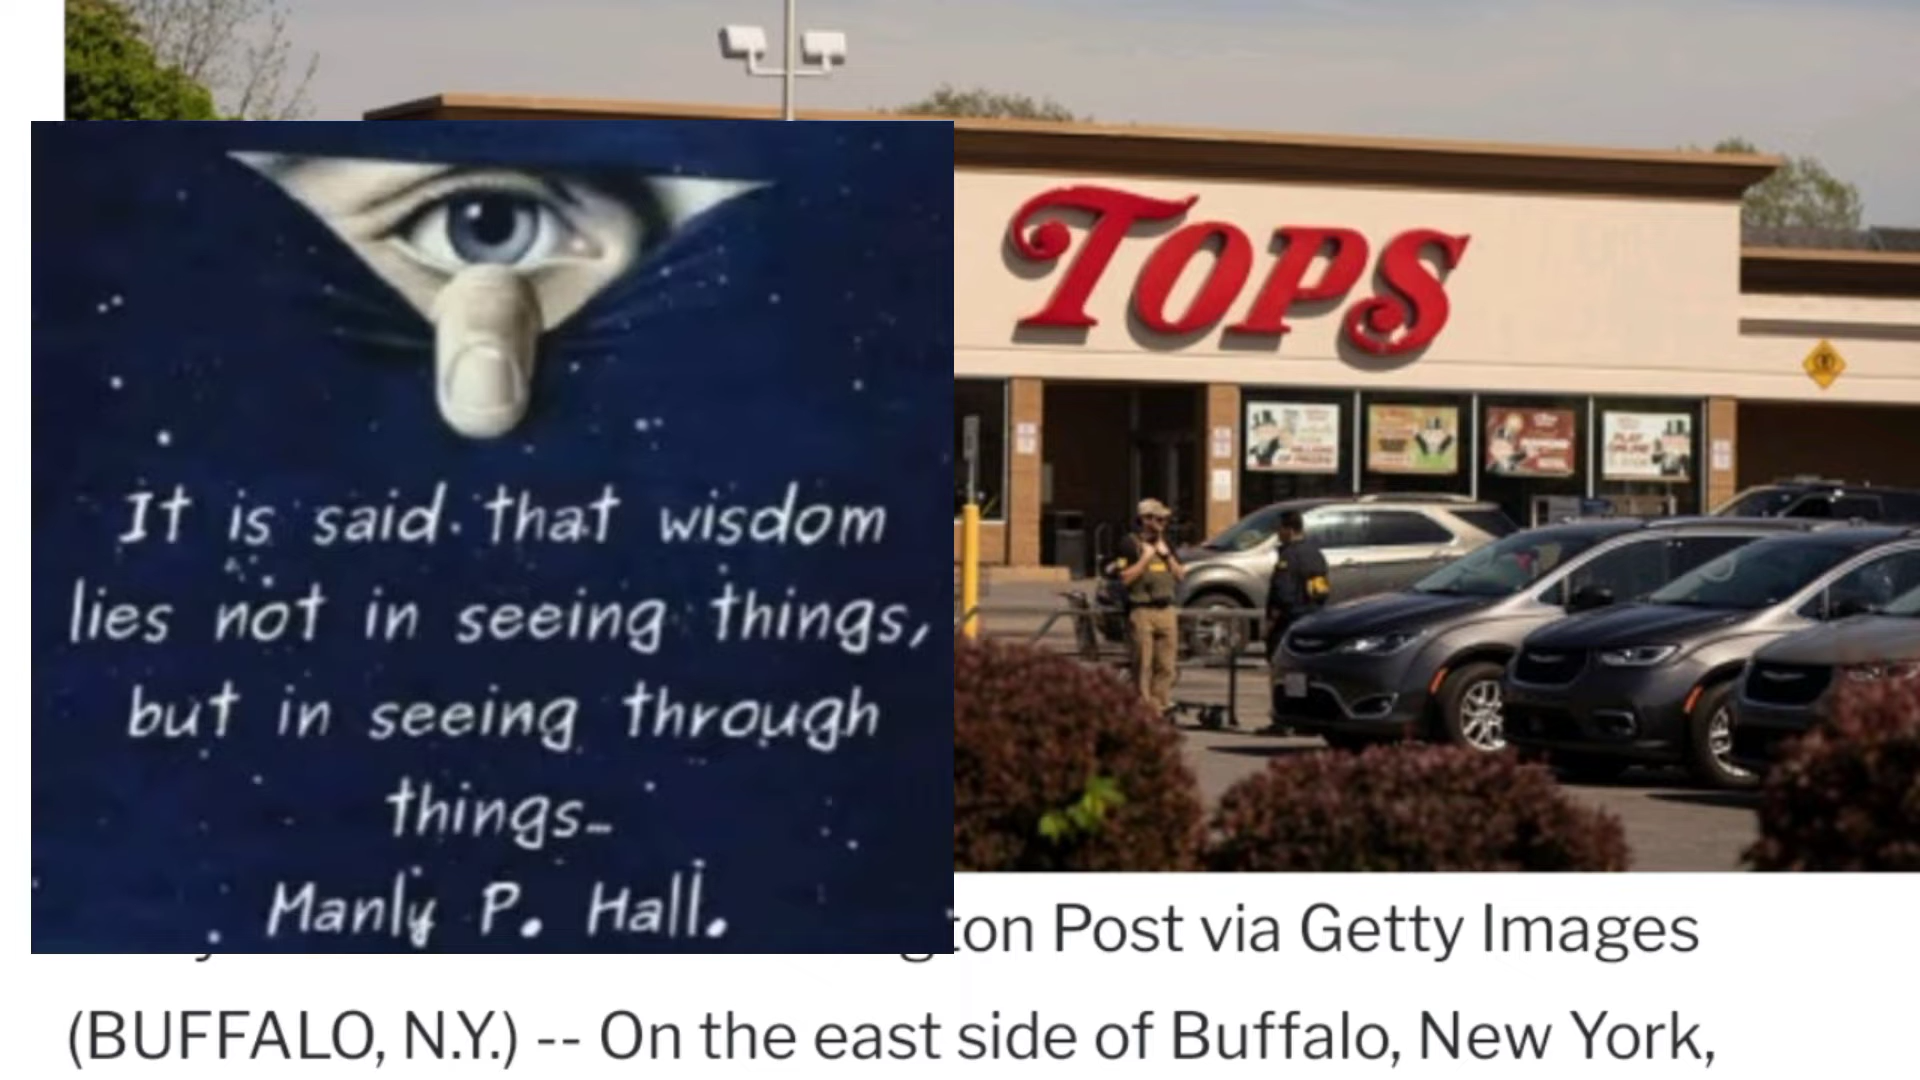 TOPS
It is said that wisdom
lies not in seeing things,
but in seeing through
things-
Manly P. Hall.
ton Post via Getty Images
(BUFFALO, N.Y.) -- On the east side of Buffalo, New York,